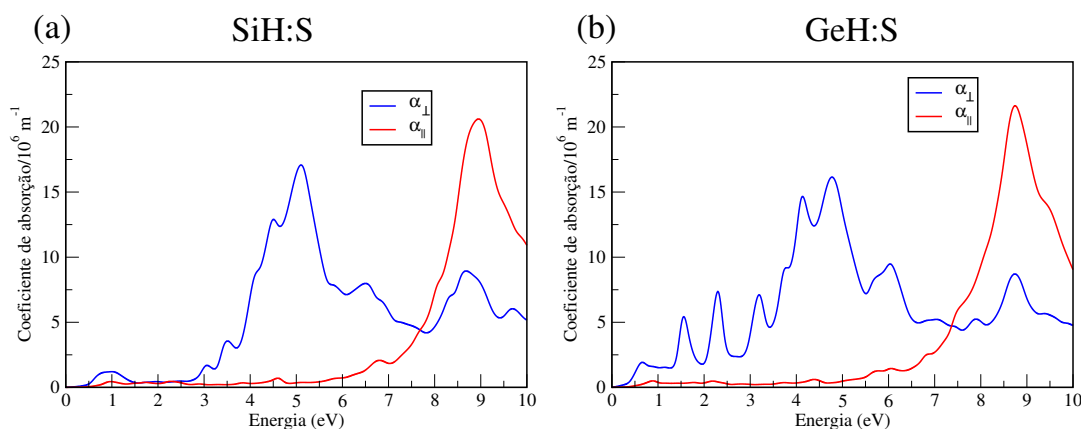 (a) SiH:S
25
20
15
10
5
0
Coeficiente de absorção/10⁶ m⁻¹
α⊥
α||
0 1 2 3 4 5 6 7 8 9 10
Energia (eV)
(b) GeH:S
25
20
15
10
5
0
Coeficiente de absorção/10⁶ m⁻¹
α⊥
α||
0 1 2 3 4 5 6 7 8 9 10
Energia (eV)